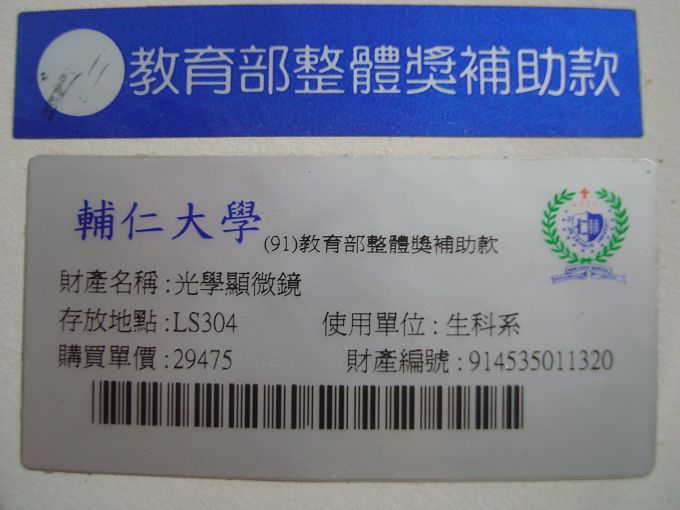 教育部整體獎補助款
輔仁大學 (91)教育部整體獎補助款
財產名稱:光學顯微鏡
存放地點:LS304 使用單位:生科系
購買單價:29475 財產編號:914535011320